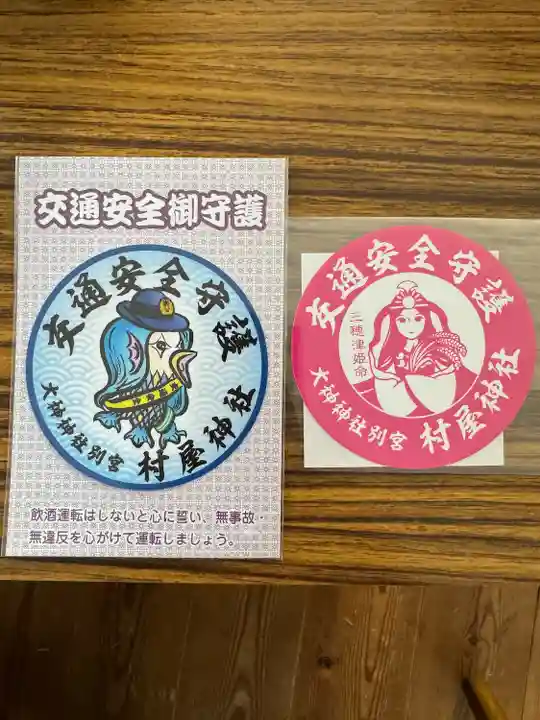 交通安全御守護
交通安全守護
大神神社別宮
村屋神社
飲酒運転はしないと心に誓い、無事故・
無違反を心がけて運転しましょう。
交通安全守護
三穂津姫命
大神神社別宮
村屋神社